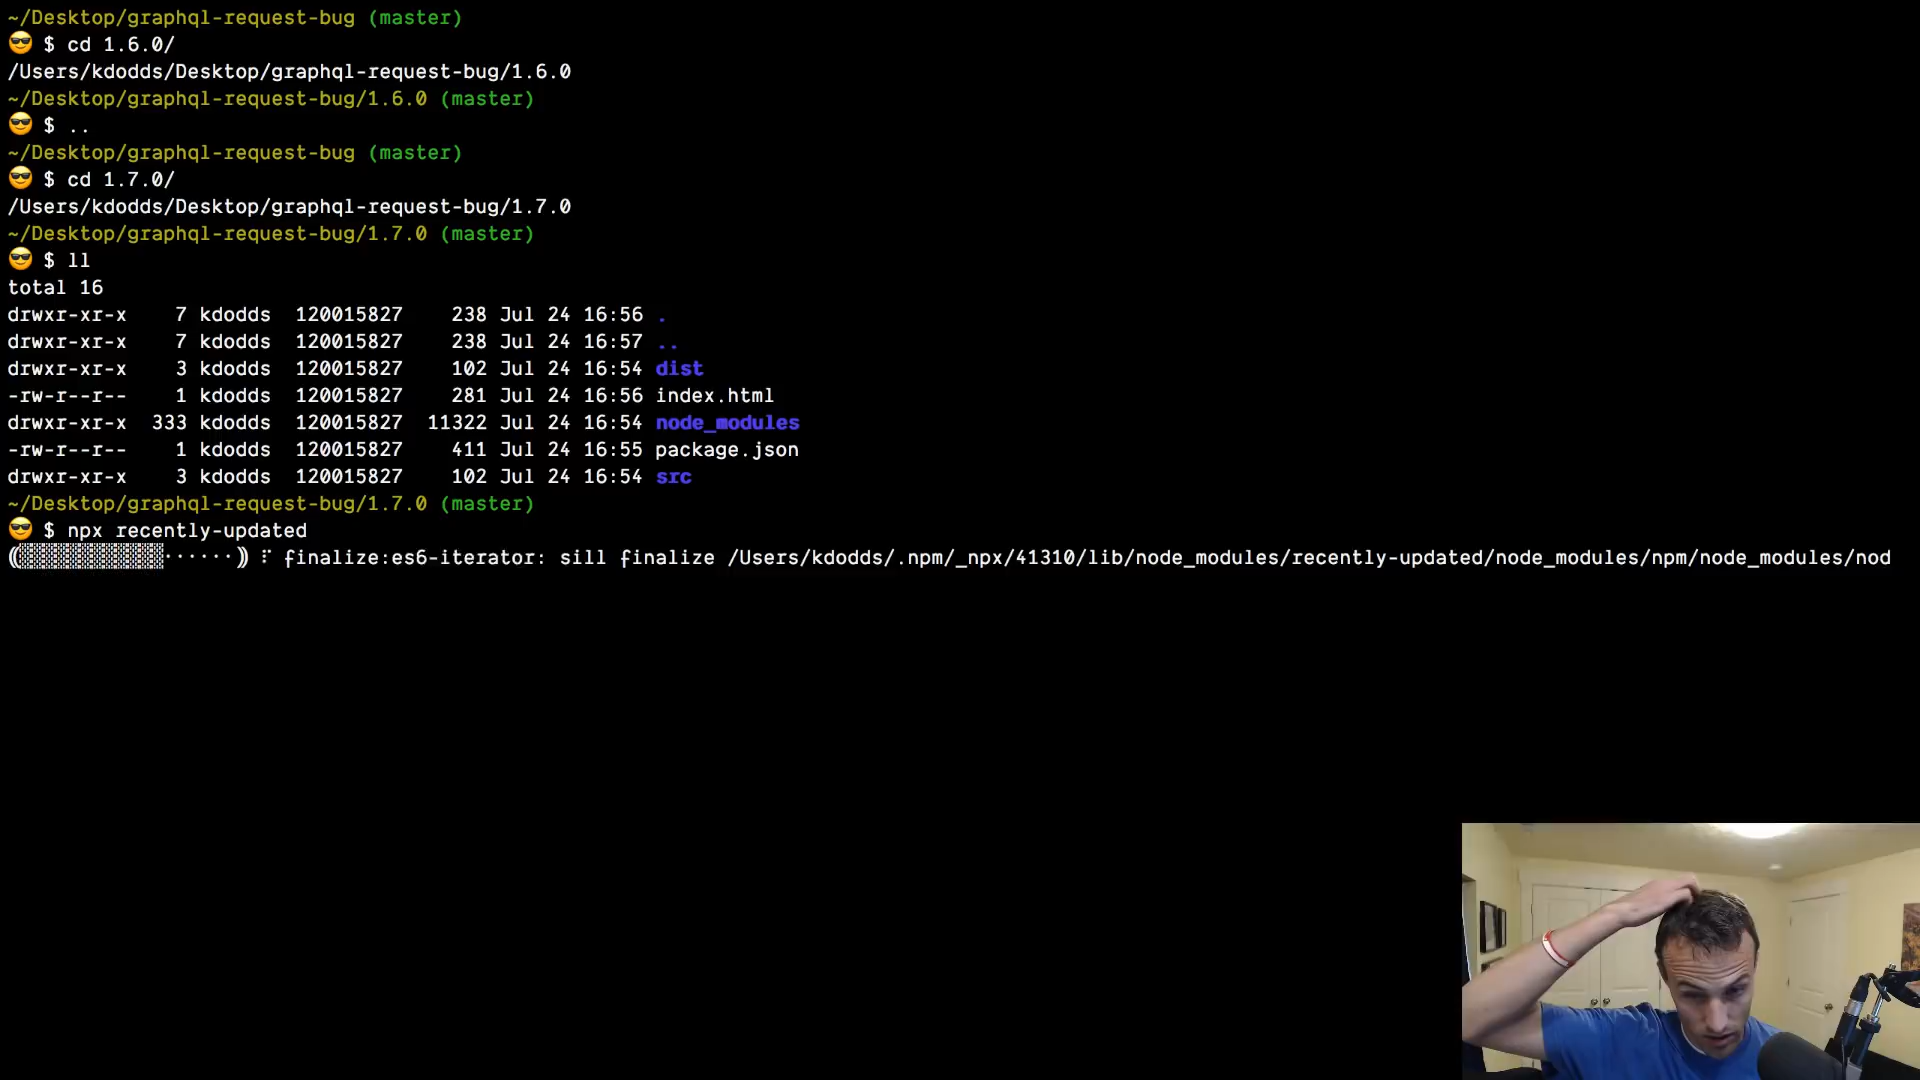 ~/Desktop/graphql-request-bug (master)
😎 $ cd 1.6.0/
/Users/kdodds/Desktop/graphql-request-bug/1.6.0
~/Desktop/graphql-request-bug/1.6.0 (master)
😎 $ ..
~/Desktop/graphql-request-bug (master)
😎 $ cd 1.7.0/
/Users/kdodds/Desktop/graphql-request-bug/1.7.0
~/Desktop/graphql-request-bug/1.7.0 (master)
😎 $ ll
total 16
drwxr-xr-x 7 kdodds 120015827 238 Jul 24 16:56 .
drwxr-xr-x 7 kdodds 120015827 238 Jul 24 16:57 ..
drwxr-xr-x 3 kdodds 120015827 102 Jul 24 16:54 dist
-rw-r--r-- 1 kdodds 120015827 281 Jul 24 16:56 index.html
drwxr-xr-x 333 kdodds 120015827 11322 Jul 24 16:54 node_modules
-rw-r--r-- 1 kdodds 120015827 411 Jul 24 16:55 package.json
drwxr-xr-x 3 kdodds 120015827 102 Jul 24 16:54 src
~/Desktop/graphql-request-bug/1.7.0 (master)
😎 $ npx recently-updated
⸨░░░░░░░░░░░░······⸩ ⠏ finalize:es6-iterator: sill finalize /Users/kdodds/.npm/_npx/41310/lib/node_modules/recently-updated/node_modules/npm/node_modules/nod